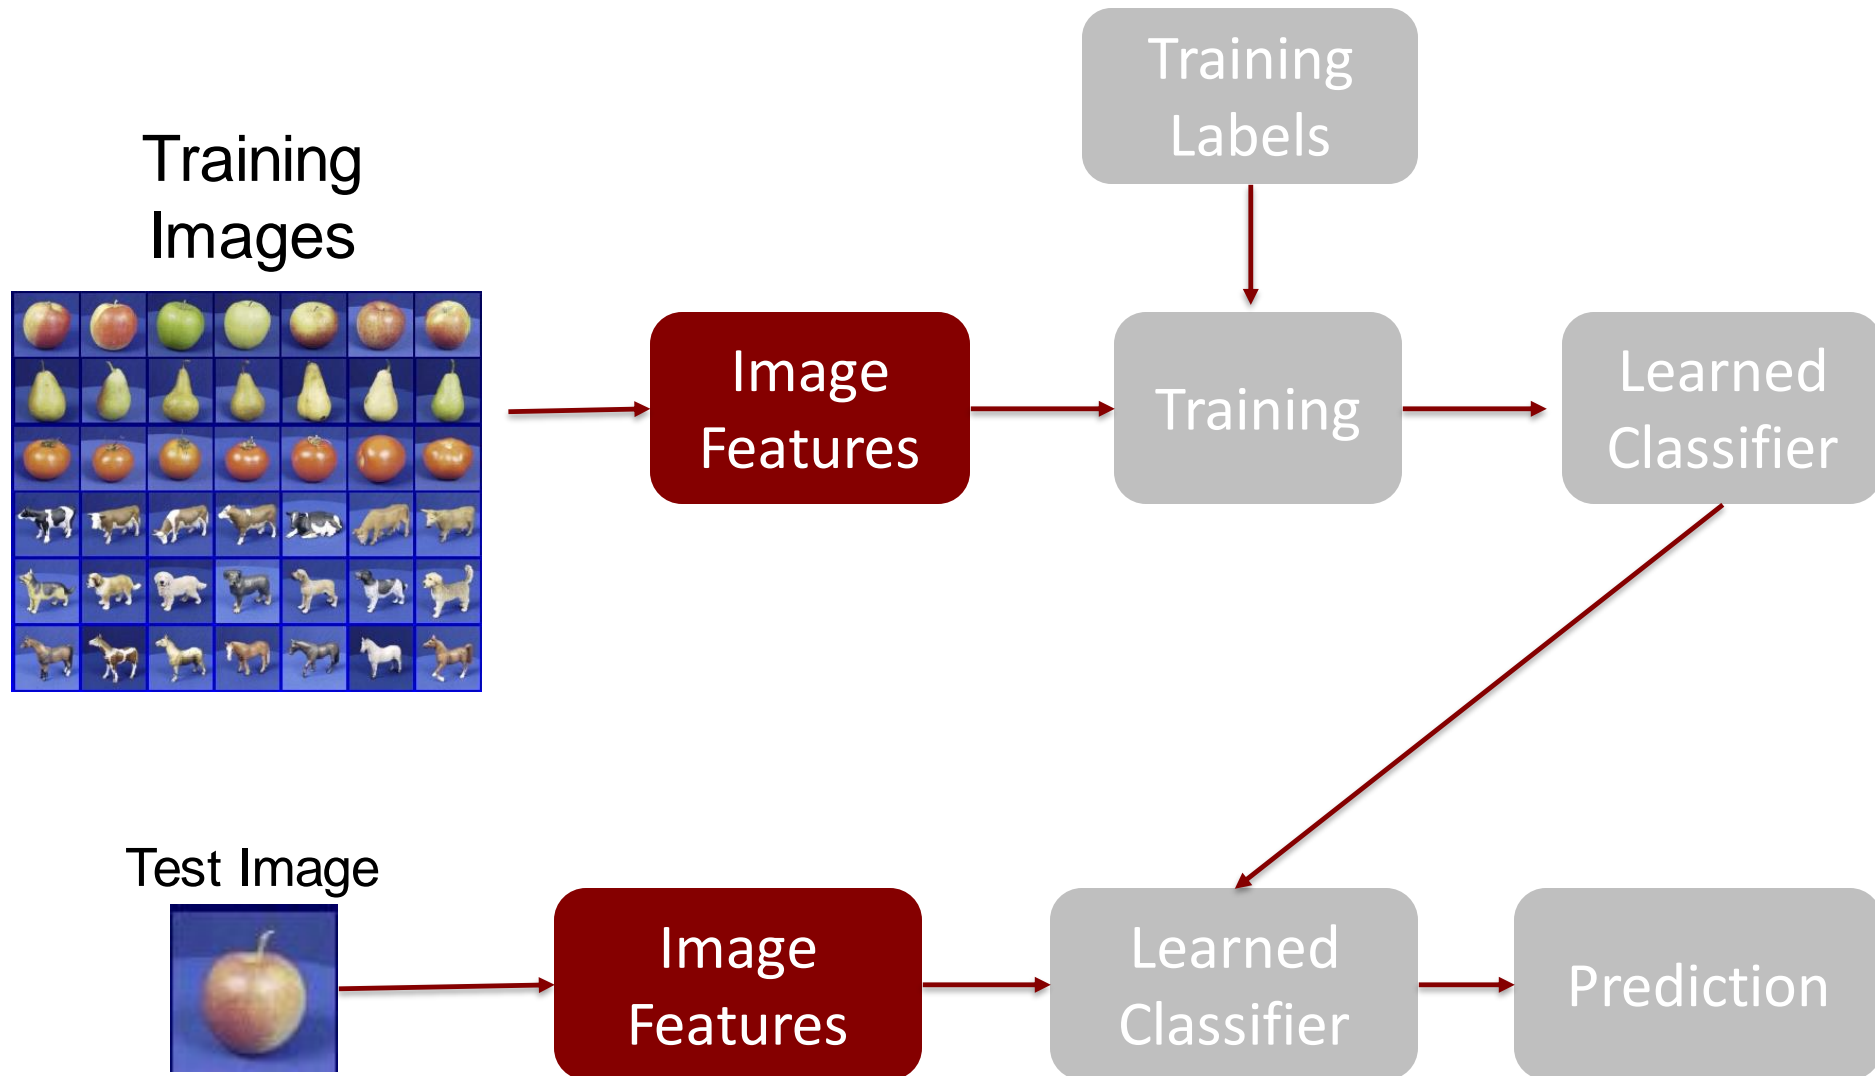 Training
Labels
Training
Images
Image
Features
Training
Learned
Classifier
Test Image
Image
Features
Learned
Classifier
Prediction